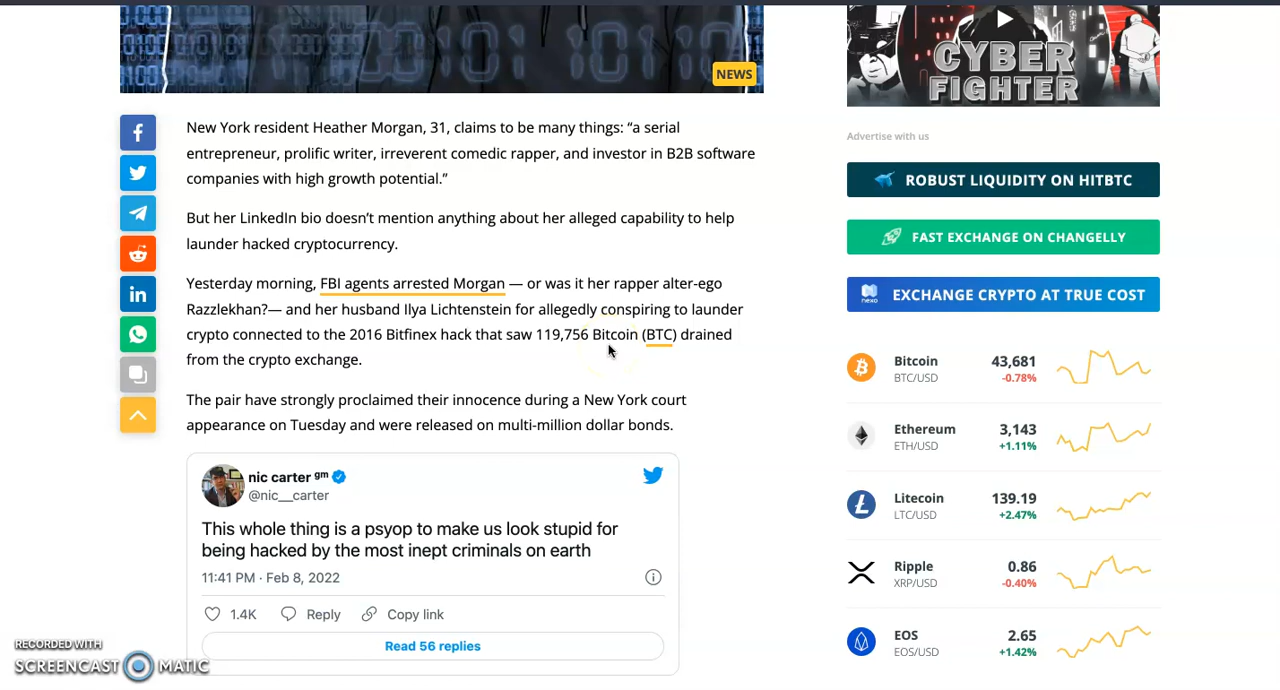 NEWS
New York resident Heather Morgan, 31, claims to be many things: “a serial
entrepreneur, prolific writer, irreverent comedic rapper, and investor in B2B software
companies with high growth potential.”
But her LinkedIn bio doesn’t mention anything about her alleged capability to help
launder hacked cryptocurrency.
Yesterday morning, FBI agents arrested Morgan — or was it her rapper alter-ego
Razzlekhan?— and her husband Ilya Lichtenstein for allegedly conspiring to launder
crypto connected to the 2016 Bitfinex hack that saw 119,756 Bitcoin (BTC) drained
from the crypto exchange.
The pair have strongly proclaimed their innocence during a New York court
appearance on Tuesday and were released on multi-million dollar bonds.
nic carter gm
@nic__carter
This whole thing is a psyop to make us look stupid for
being hacked by the most inept criminals on earth
11:41 PM · Feb 8, 2022
1.4K Reply Copy link
Read 56 replies
CYBER
FIGHTER
Advertise with us
ROBUST LIQUIDITY ON HITBTC
FAST EXCHANGE ON CHANGELLY
nexo EXCHANGE CRYPTO AT TRUE COST
Bitcoin 43,681
BTC/USD -0.78%
Ethereum 3,143
ETH/USD +1.11%
Litecoin 139.19
LTC/USD +2.47%
Ripple 0.86
XRP/USD -0.40%
EOS 2.65
EOS/USD +1.42%
RECORDED WITH
SCREENCAST MATIC